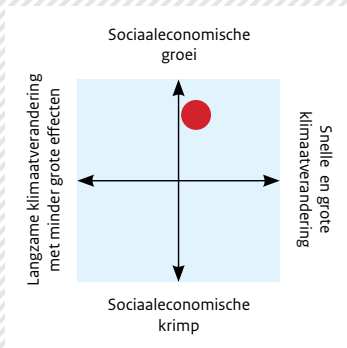 Sociaaleconomische
groei
Langzame klimaatverandering
met minder grote effecten
Snelle en grote
klimaatverandering
Sociaaleconomische
krimp